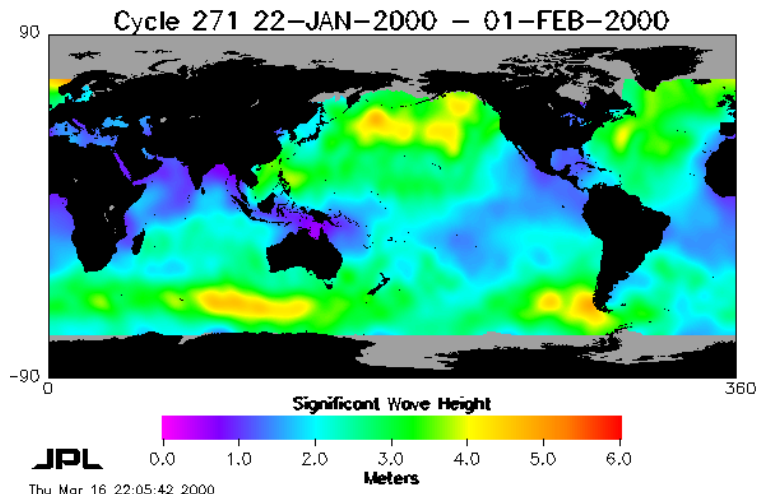 Cycle 271 22-JAN-2000 - 01-FEB-2000
90
-90
0
360
Significant Wave Height
0.0 1.0 2.0 3.0 4.0 5.0 6.0
Meters
JPL
Thu Mar 16 22:05:42 2000